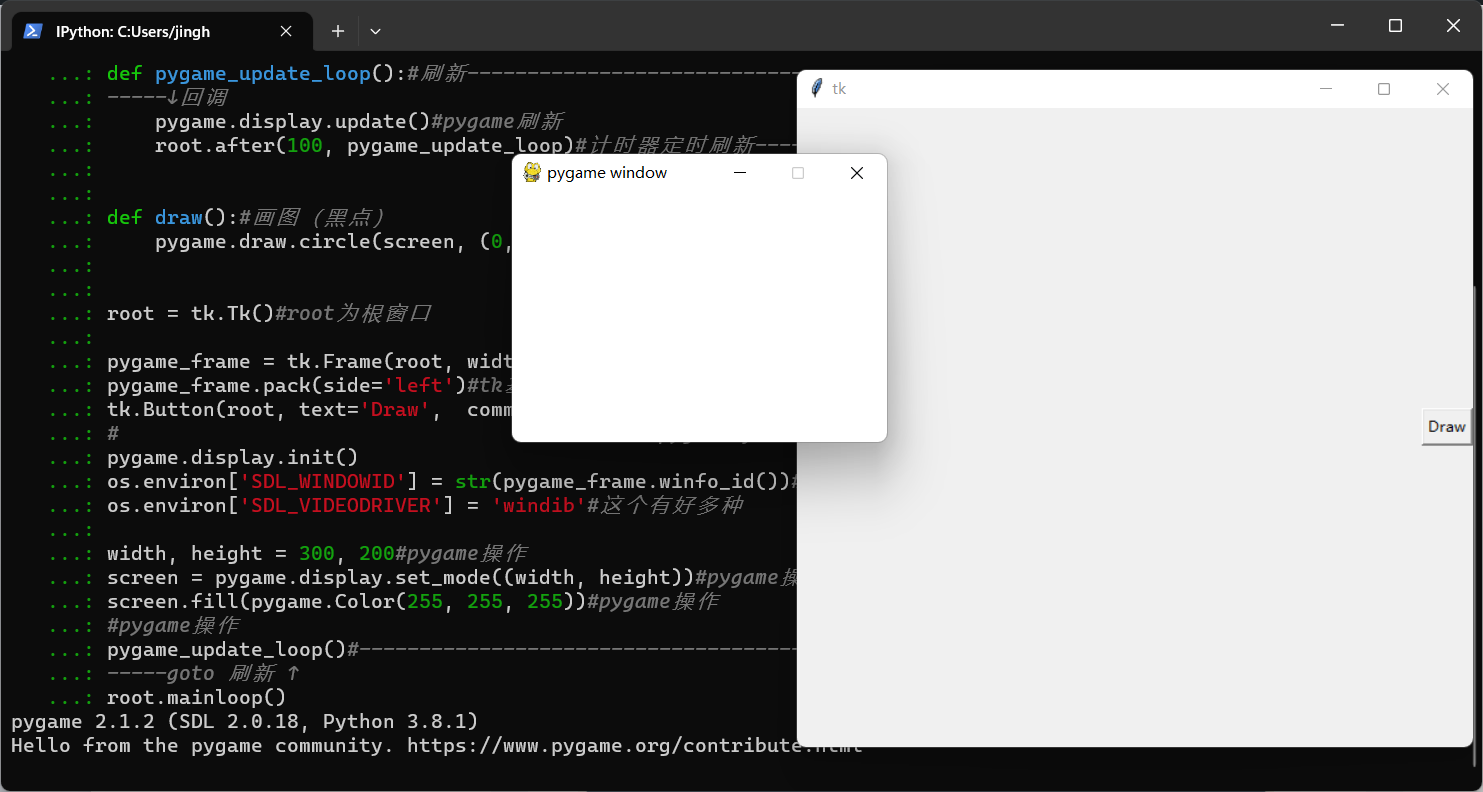 IPython: C:Users/jingh
tk
...: def pygame_update_loop():#刷新----------------------------
...: -----↓回调
...:     pygame.display.update()#pygame刷新
...:     root.after(100, pygame_update_loop)#计时器定时刷新----
...:
pygame window
...:
...: def draw():#画图（黑点）
...:     pygame.draw.circle(screen, (0,
...:
...:
...: root = tk.Tk()#root为根窗口
...:
...: pygame_frame = tk.Frame(root, widt
...: pygame_frame.pack(side='left')#tk
...: tk.Button(root, text='Draw',  comm
Draw
...: #
...: pygame.display.init()
...: os.environ['SDL_WINDOWID'] = str(pygame_frame.winfo_id())#
...: os.environ['SDL_VIDEODRIVER'] = 'windib'#这个有好多种
...:
...: width, height = 300, 200#pygame操作
...: screen = pygame.display.set_mode((width, height))#pygame操
...: screen.fill(pygame.Color(255, 255, 255))#pygame操作
...: #pygame操作
...: pygame_update_loop()#-------------------------------------
...: -----goto 刷新 ↑
...: root.mainloop()
pygame 2.1.2 (SDL 2.0.18, Python 3.8.1)
Hello from the pygame community. https://www.pygame.org/contribute.html